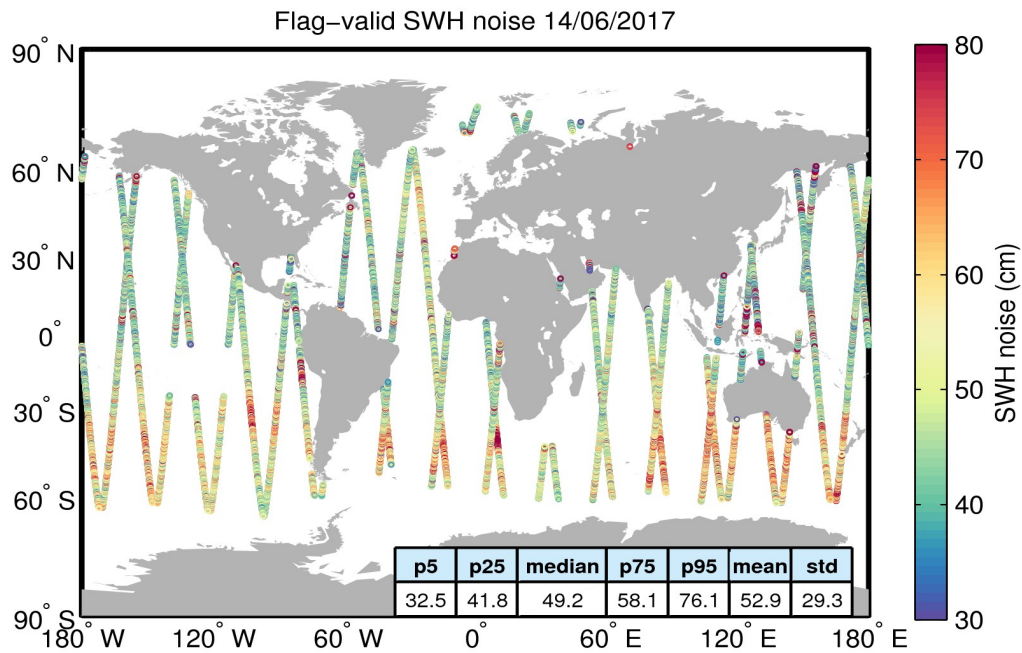 Flag−valid SWH noise 14/06/2017
90° N
60° N
30° N
0°
30° S
60° S
90° S
180° W
120° W
60° W
0°
60° E
120° E
180° E
p5 p25 median p75 p95 mean std
32.5 41.8 49.2 58.1 76.1 52.9 29.3
80
70
60
50
40
30
SWH noise (cm)